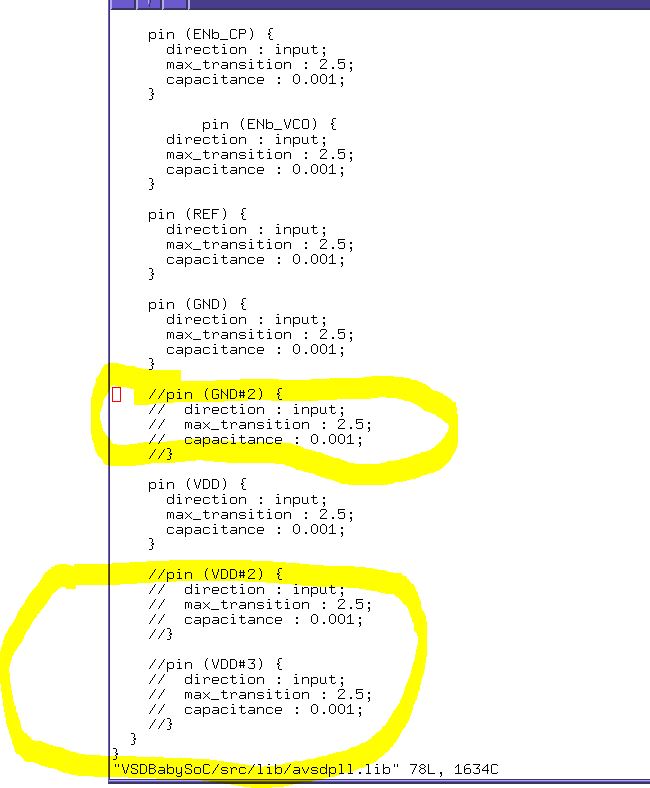 pin (ENb_CP) {
direction : input;
max_transition : 2.5;
capacitance : 0.001;
}
pin (ENb_VCO) {
direction : input;
max_transition : 2.5;
capacitance : 0.001;
}
pin (REF) {
direction : input;
max_transition : 2.5;
capacitance : 0.001;
}
pin (GND) {
direction : input;
max_transition : 2.5;
capacitance : 0.001;
}
//pin (GND#2) {
//  direction : input;
//  max_transition : 2.5;
//  capacitance : 0.001;
//}
pin (VDD) {
direction : input;
max_transition : 2.5;
capacitance : 0.001;
}
//pin (VDD#2) {
//  direction : input;
//  max_transition : 2.5;
//  capacitance : 0.001;
//}
//pin (VDD#3) {
//  direction : input;
//  max_transition : 2.5;
//  capacitance : 0.001;
//}
}
}
"VSDBabySoC/src/lib/avsdpll.lib" 78L, 1634C